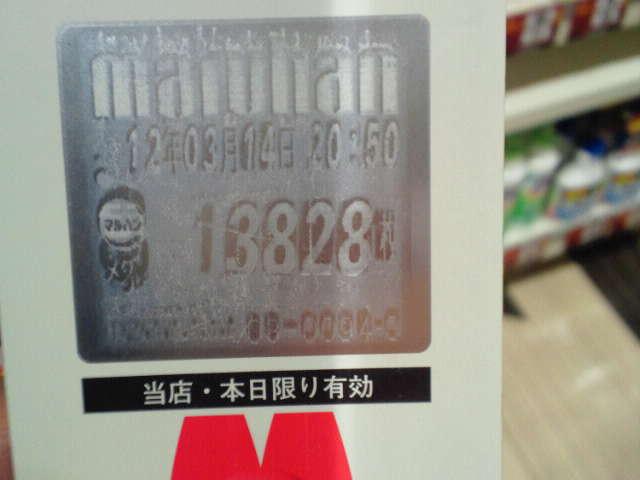 maruhan
12年03月14日 20:50
マルハン
メダル
13828枚
当店・本日限り有効